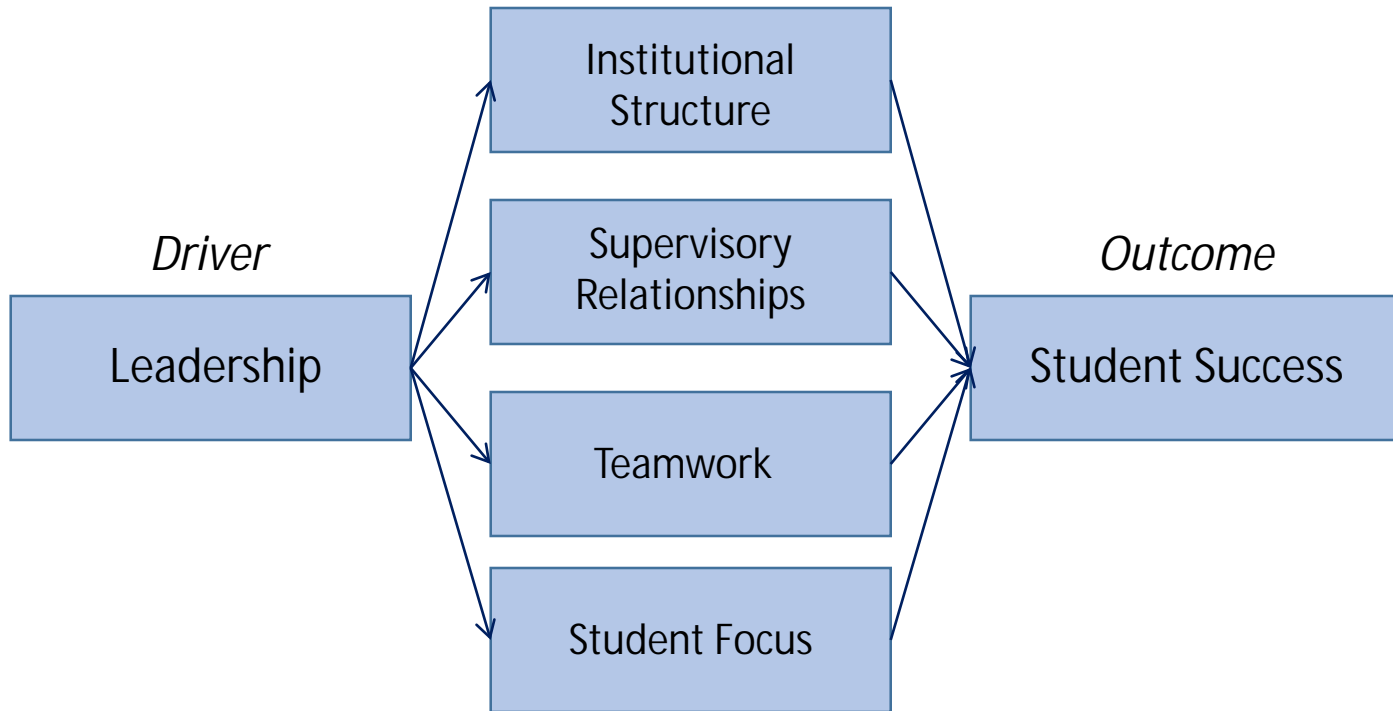 Driver
Leadership
Institutional
Structure
Supervisory
Relationships
Teamwork
Student Focus
Outcome
Student Success